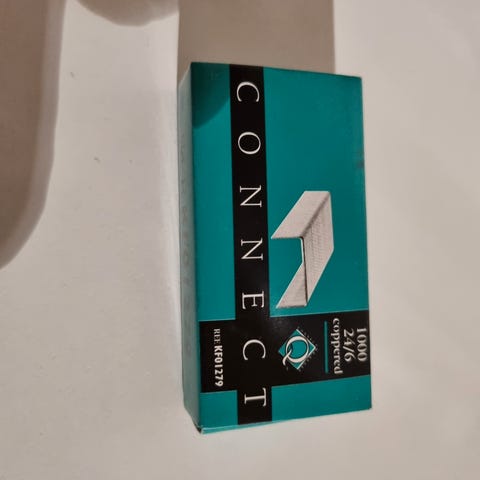 CONNECT
1000
24/6
coppered
Q
REF: KF01279